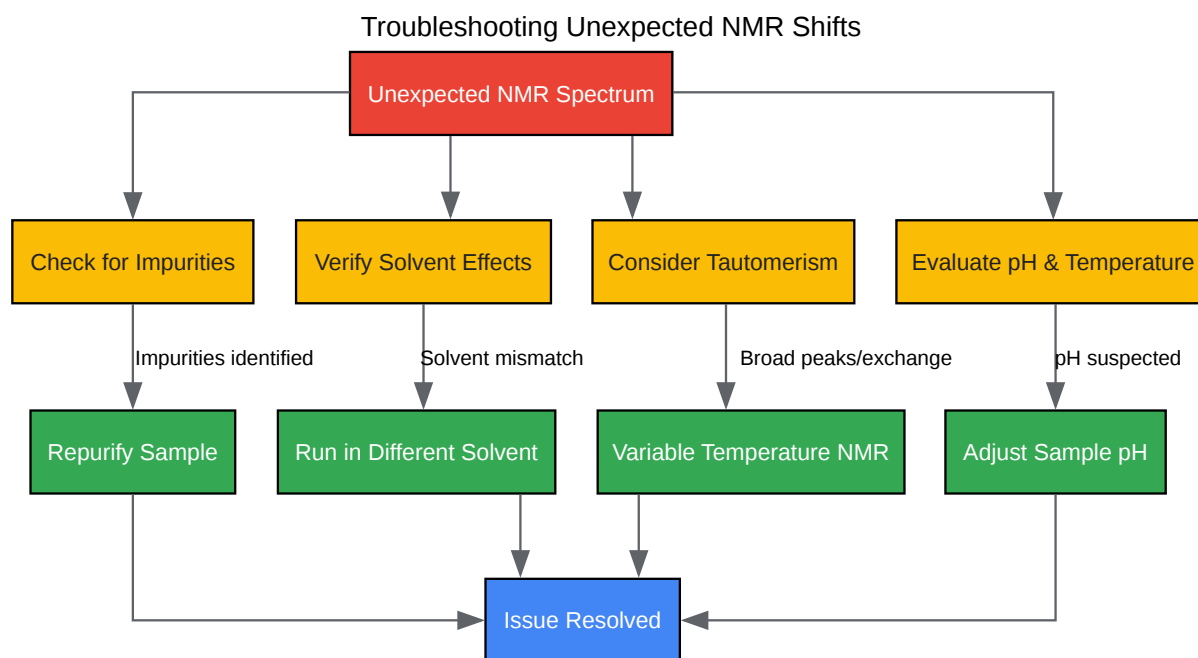 Troubleshooting Unexpected NMR Shifts
Unexpected NMR Spectrum
Check for Impurities
Verify Solvent Effects
Consider Tautomerism
Evaluate pH & Temperature
Impurities identified
Solvent mismatch
Broad peaks/exchange
pH suspected
Repurify Sample
Run in Different Solvent
Variable Temperature NMR
Adjust Sample pH
Issue Resolved